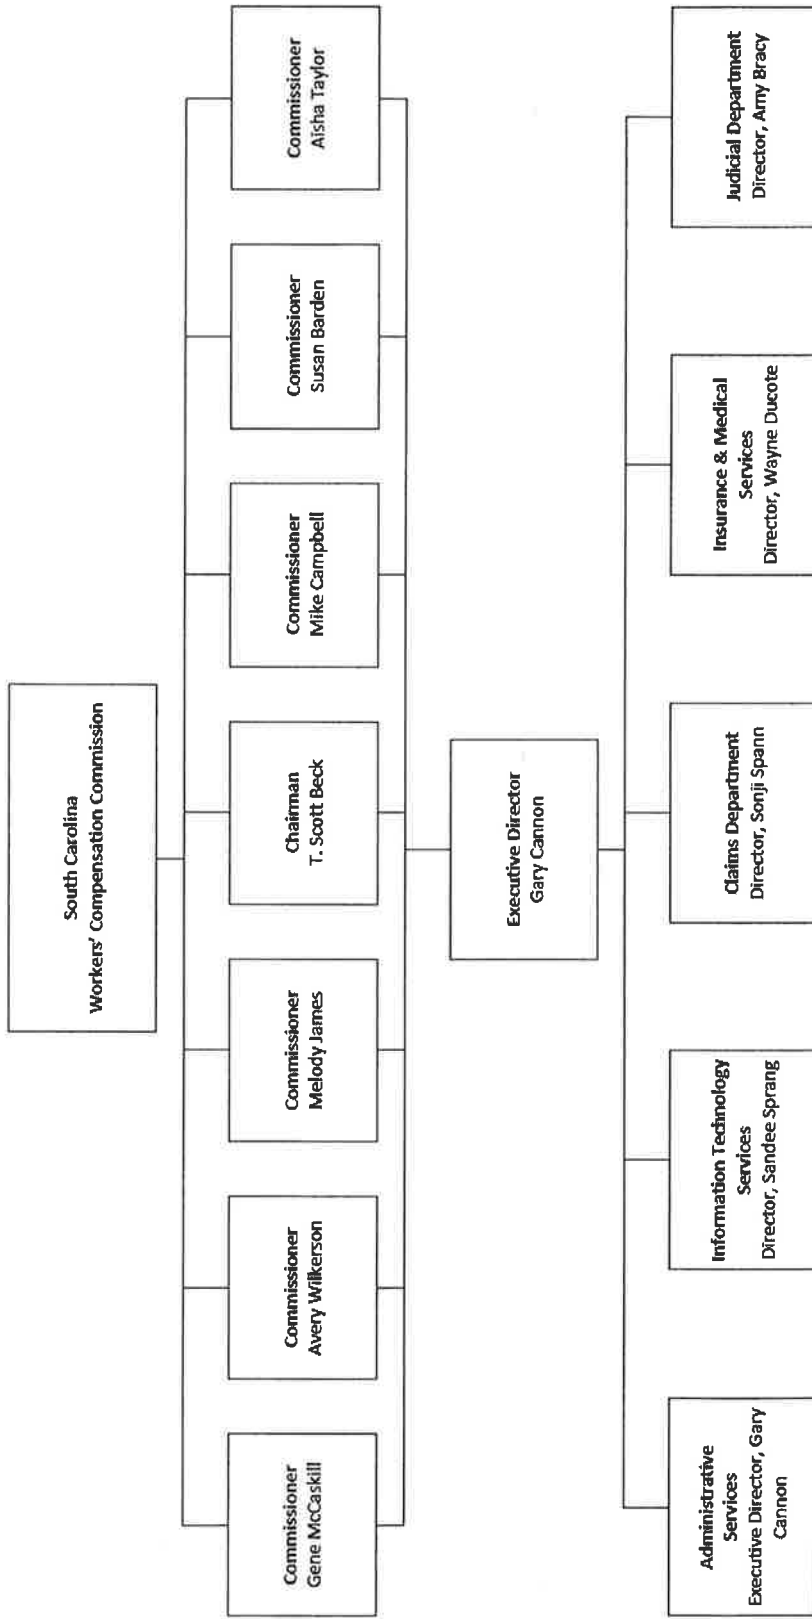 South Carolina
Workers' Compensation Commission
Commissioner
Gene McCaskill
Commissioner
Avery Wilkerson
Commissioner
Melody James
Chairman
T. Scott Beck
Commissioner
Mike Campbell
Commissioner
Susan Barden
Commissioner
Aisha Taylor
Executive Director
Gary Cannon
Administrative
Services
Executive Director, Gary
Cannon
Information Technology
Services
Director, Sandee Sprang
Claims Department
Director, Sonji Spann
Insurance & Medical
Services
Director, Wayne Ducote
Judicial Department
Director, Amy Bracy